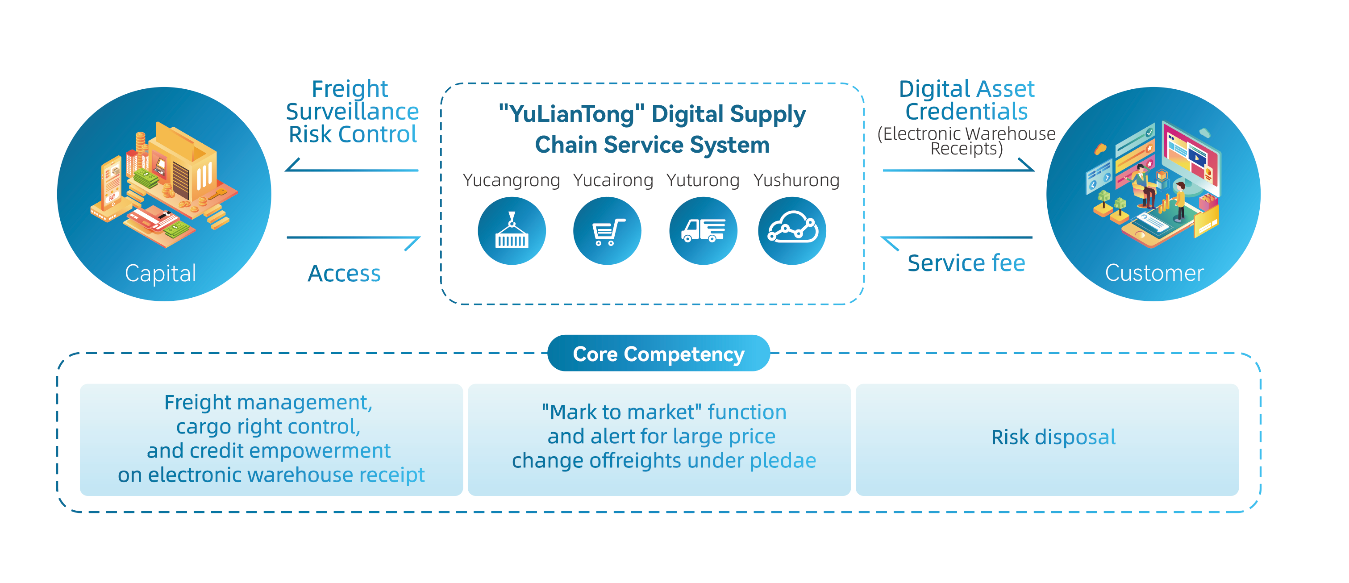 Freight
Surveillance
Risk Control
Capital
Access
"YuLianTong" Digital Supply
Chain Service System
Yucangrong Yucairong Yuturong Yushurong
Digital Asset
Credentials
(Electronic Warehouse
Receipts)
Service fee
Customer
Core Competency
Freight management,
cargo right control,
and credit empowerment
on electronic warehouse receipt
"Mark to market" function
and alert for large price
change offreights under pledae
Risk disposal